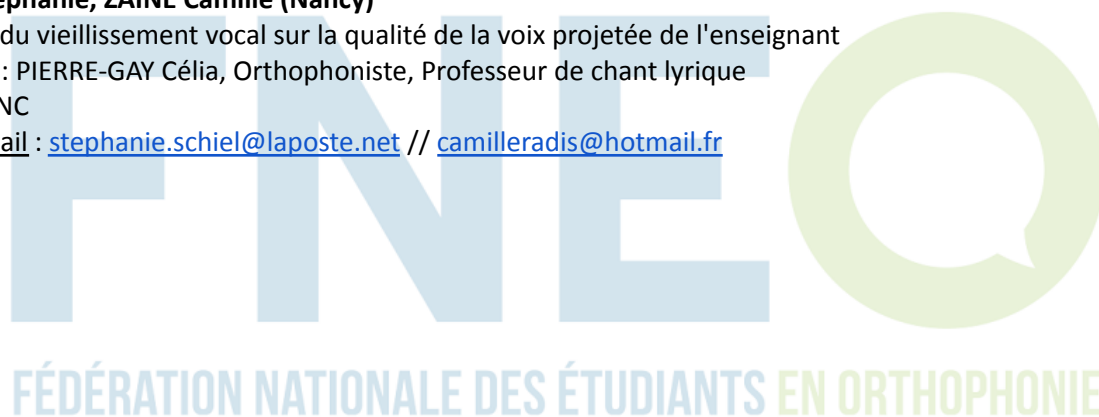 éphanie, ZAINE Camille (Nancy)
du vieillissement vocal sur la qualité de la voix projetée de l'enseignant
: PIERRE-GAY Célia, Orthophoniste, Professeur de chant lyrique
NC
ail : stephanie.schiel@laposte.net // camilleradis@hotmail.fr
FNEO
FÉDÉRATION NATIONALE DES ÉTUDIANTS EN ORTHOPHONIE